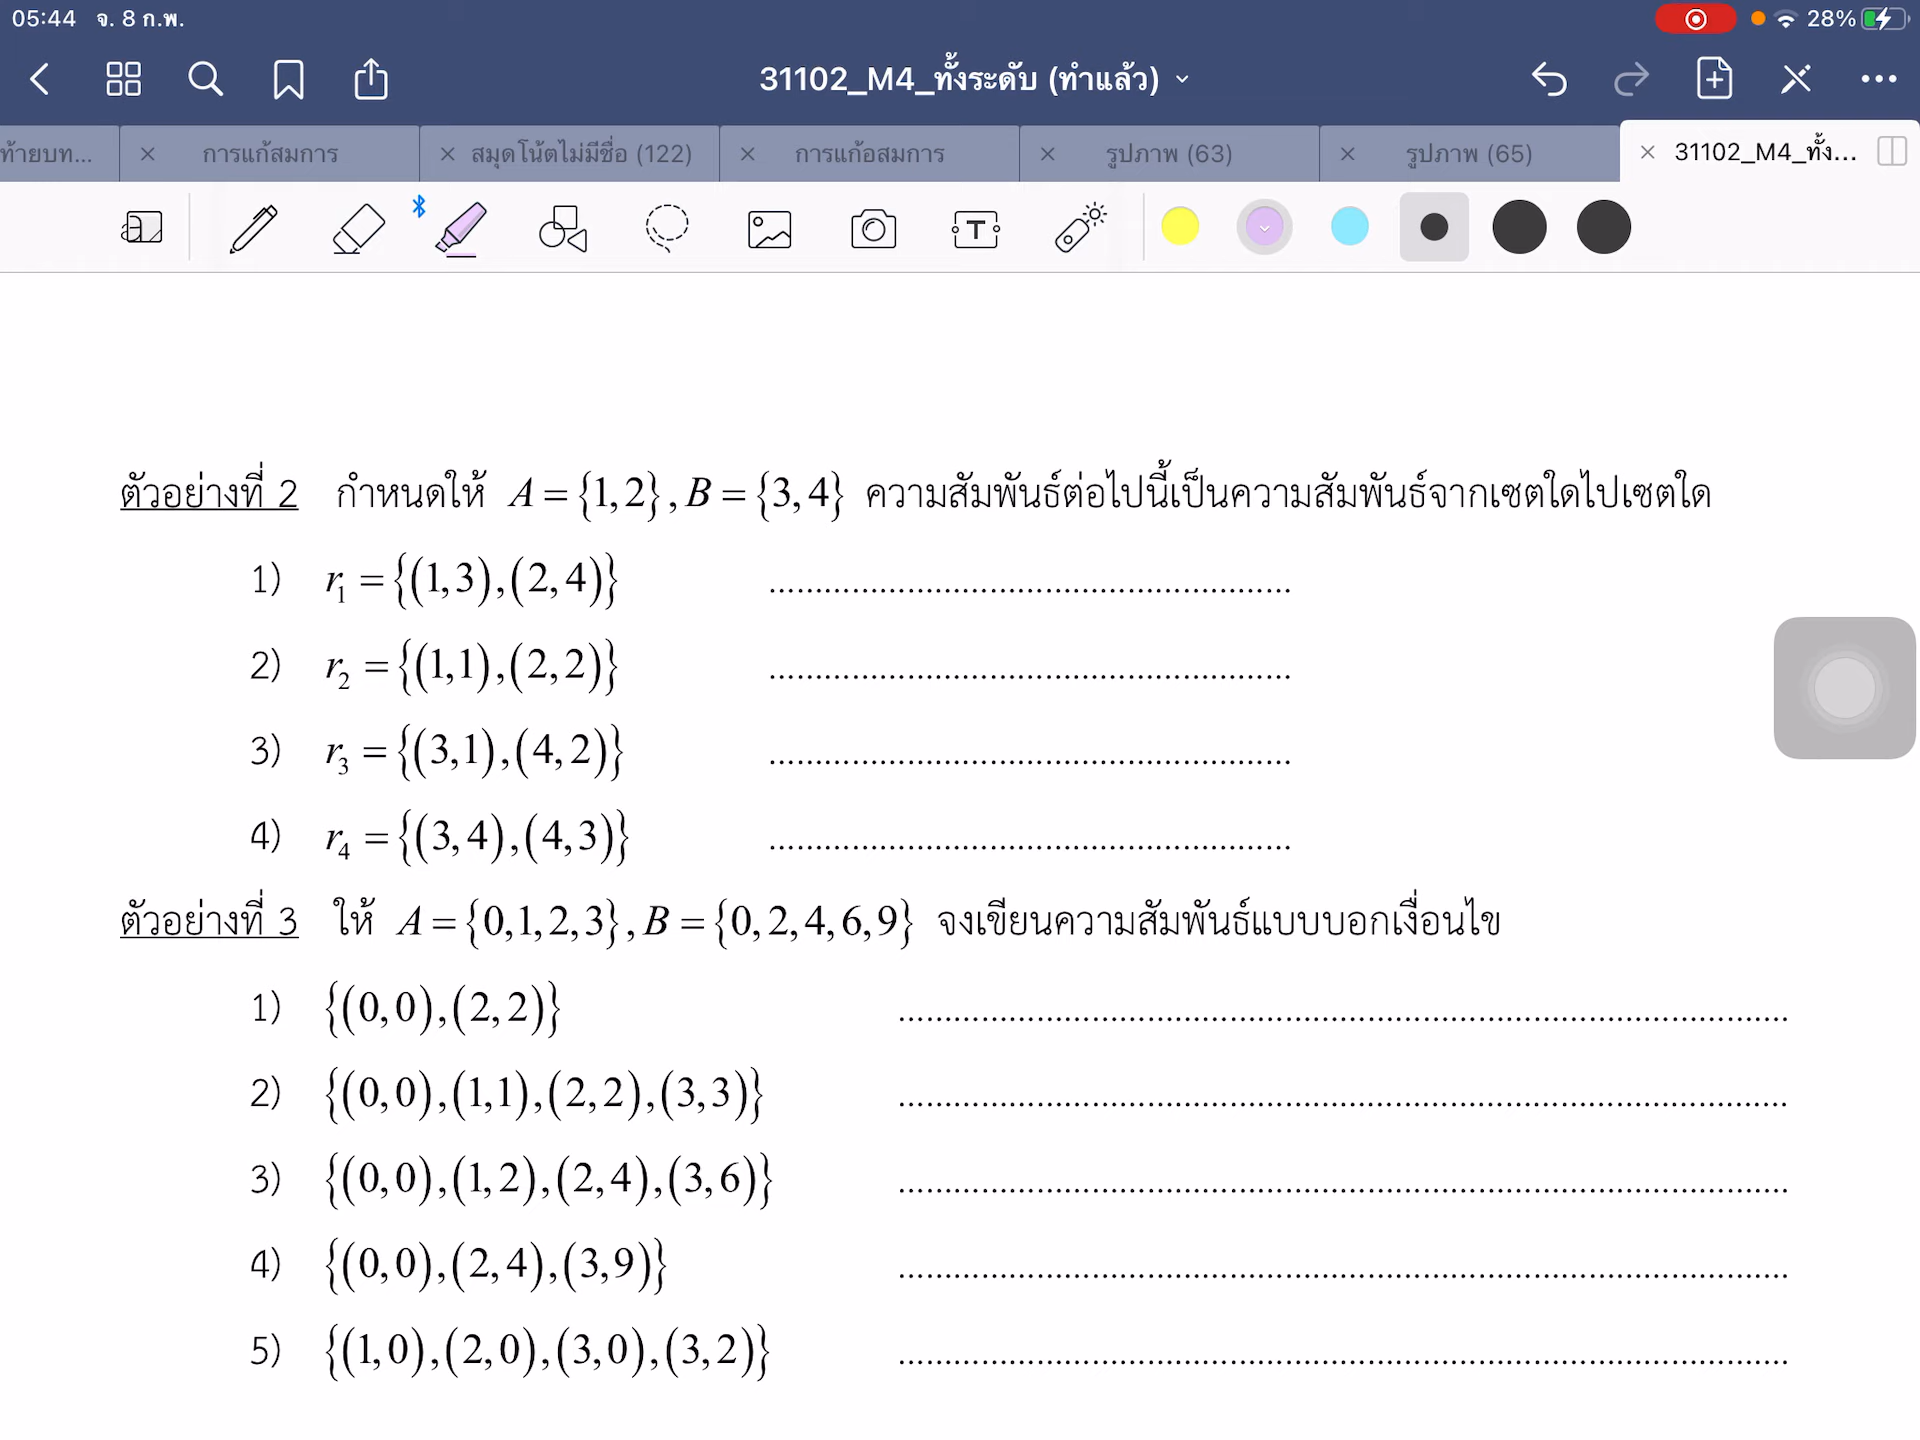 05:44 จ. 8 ก.พ. 28%
31102_M4_ทั้งระดับ (ทำแล้ว)
ท้ายบท... การแก้สมการ สมุดโน้ตไม่มีชื่อ (122) การแก้อสมการ รูปภาพ (63) รูปภาพ (65) 31102_M4_ทั้ง...
ตัวอย่างที่ 2 กำหนดให้ A = {1,2}, B = {3,4} ความสัมพันธ์ต่อไปนี้เป็นความสัมพันธ์จากเซตใดไปเซตใด
1) r₁ = {(1,3),(2,4)} ........................................................
2) r₂ = {(1,1),(2,2)} ........................................................
3) r₃ = {(3,1),(4,2)} ........................................................
4) r₄ = {(3,4),(4,3)} ........................................................
ตัวอย่างที่ 3 ให้ A = {0,1,2,3}, B = {0,2,4,6,9} จงเขียนความสัมพันธ์แบบบอกเงื่อนไข
1) {(0,0),(2,2)} ........................................................
2) {(0,0),(1,1),(2,2),(3,3)} ........................................................
3) {(0,0),(1,2),(2,4),(3,6)} ........................................................
4) {(0,0),(2,4),(3,9)} ........................................................
5) {(1,0),(2,0),(3,0),(3,2)} ........................................................